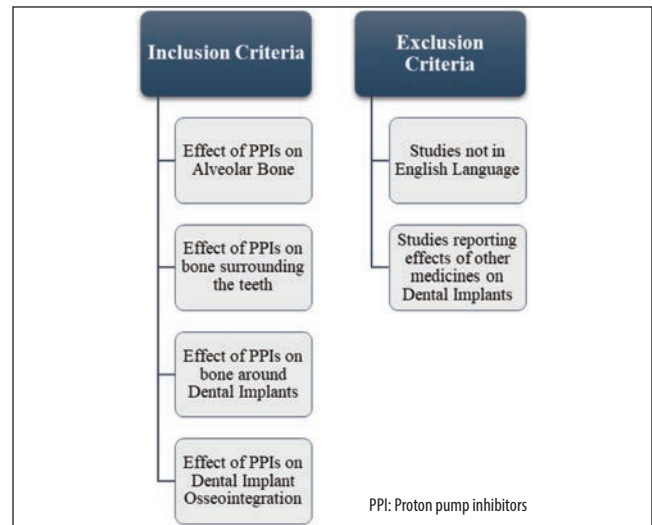 Inclusion Criteria
Effect of PPIs on
Alveolar Bone
Effect of PPIs on
bone surrounding
the teeth
Effect of PPIs on
bone around
Dental Implants
Effect of PPIs on
Dental Implant
Osseointegration
Exclusion
Criteria
Studies not in
English Language
Studies reporting
effects of other
medicines on
Dental Implants
PPI: Proton pump inhibitors